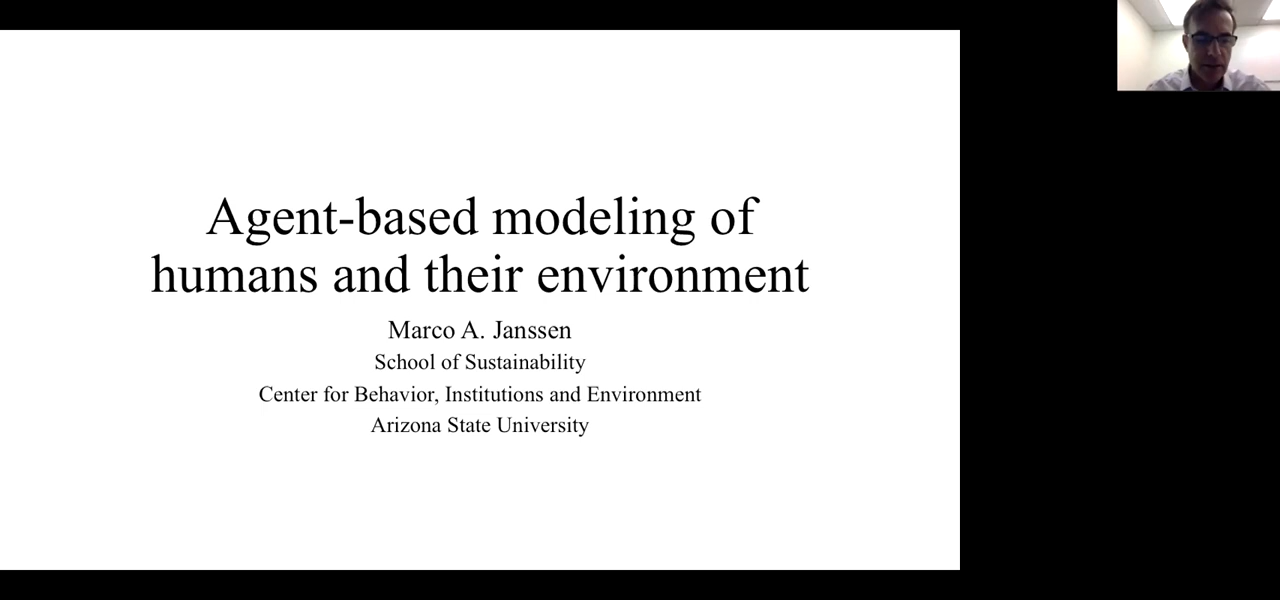 Agent-based modeling of
humans and their environment
Marco A. Janssen
School of Sustainability
Center for Behavior, Institutions and Environment
Arizona State University